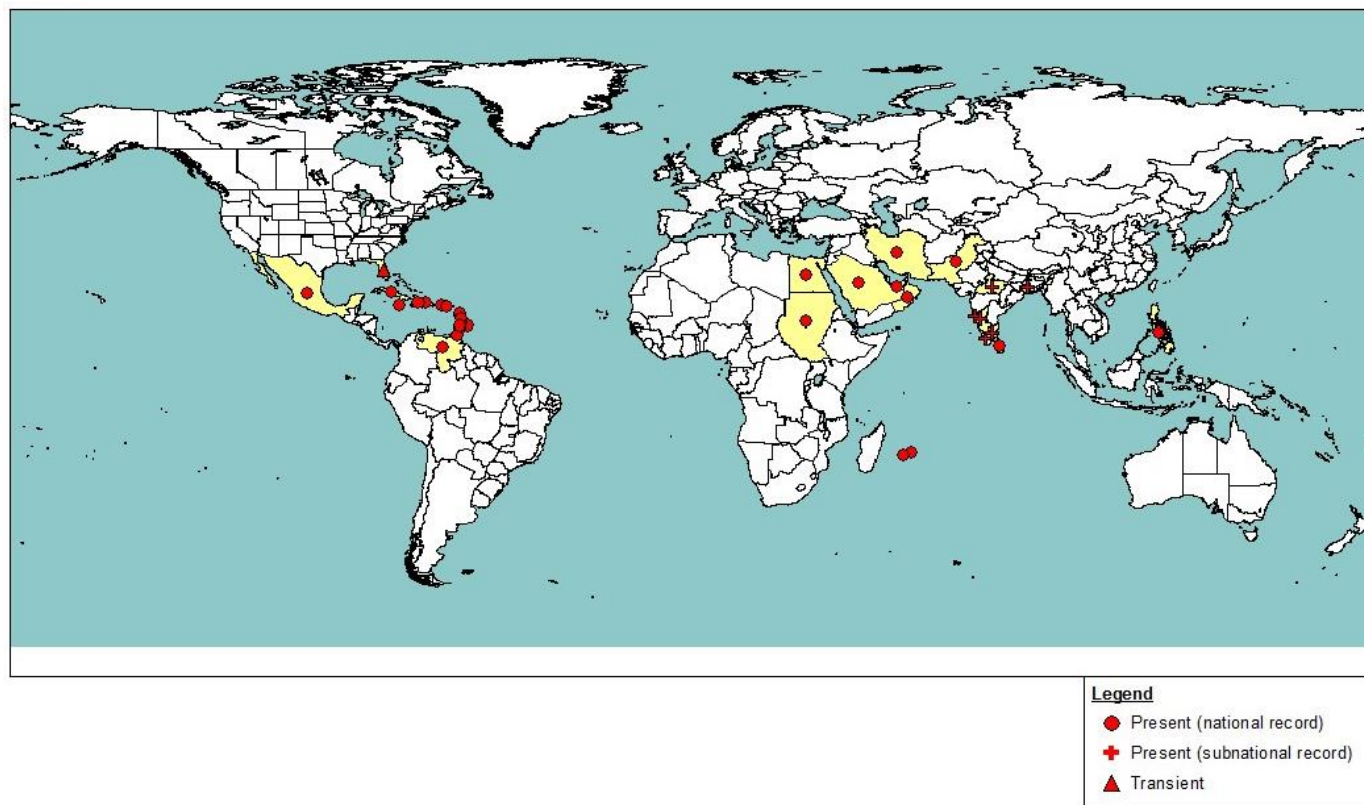 Legend
Present (national record)
Present (subnational record)
Transient